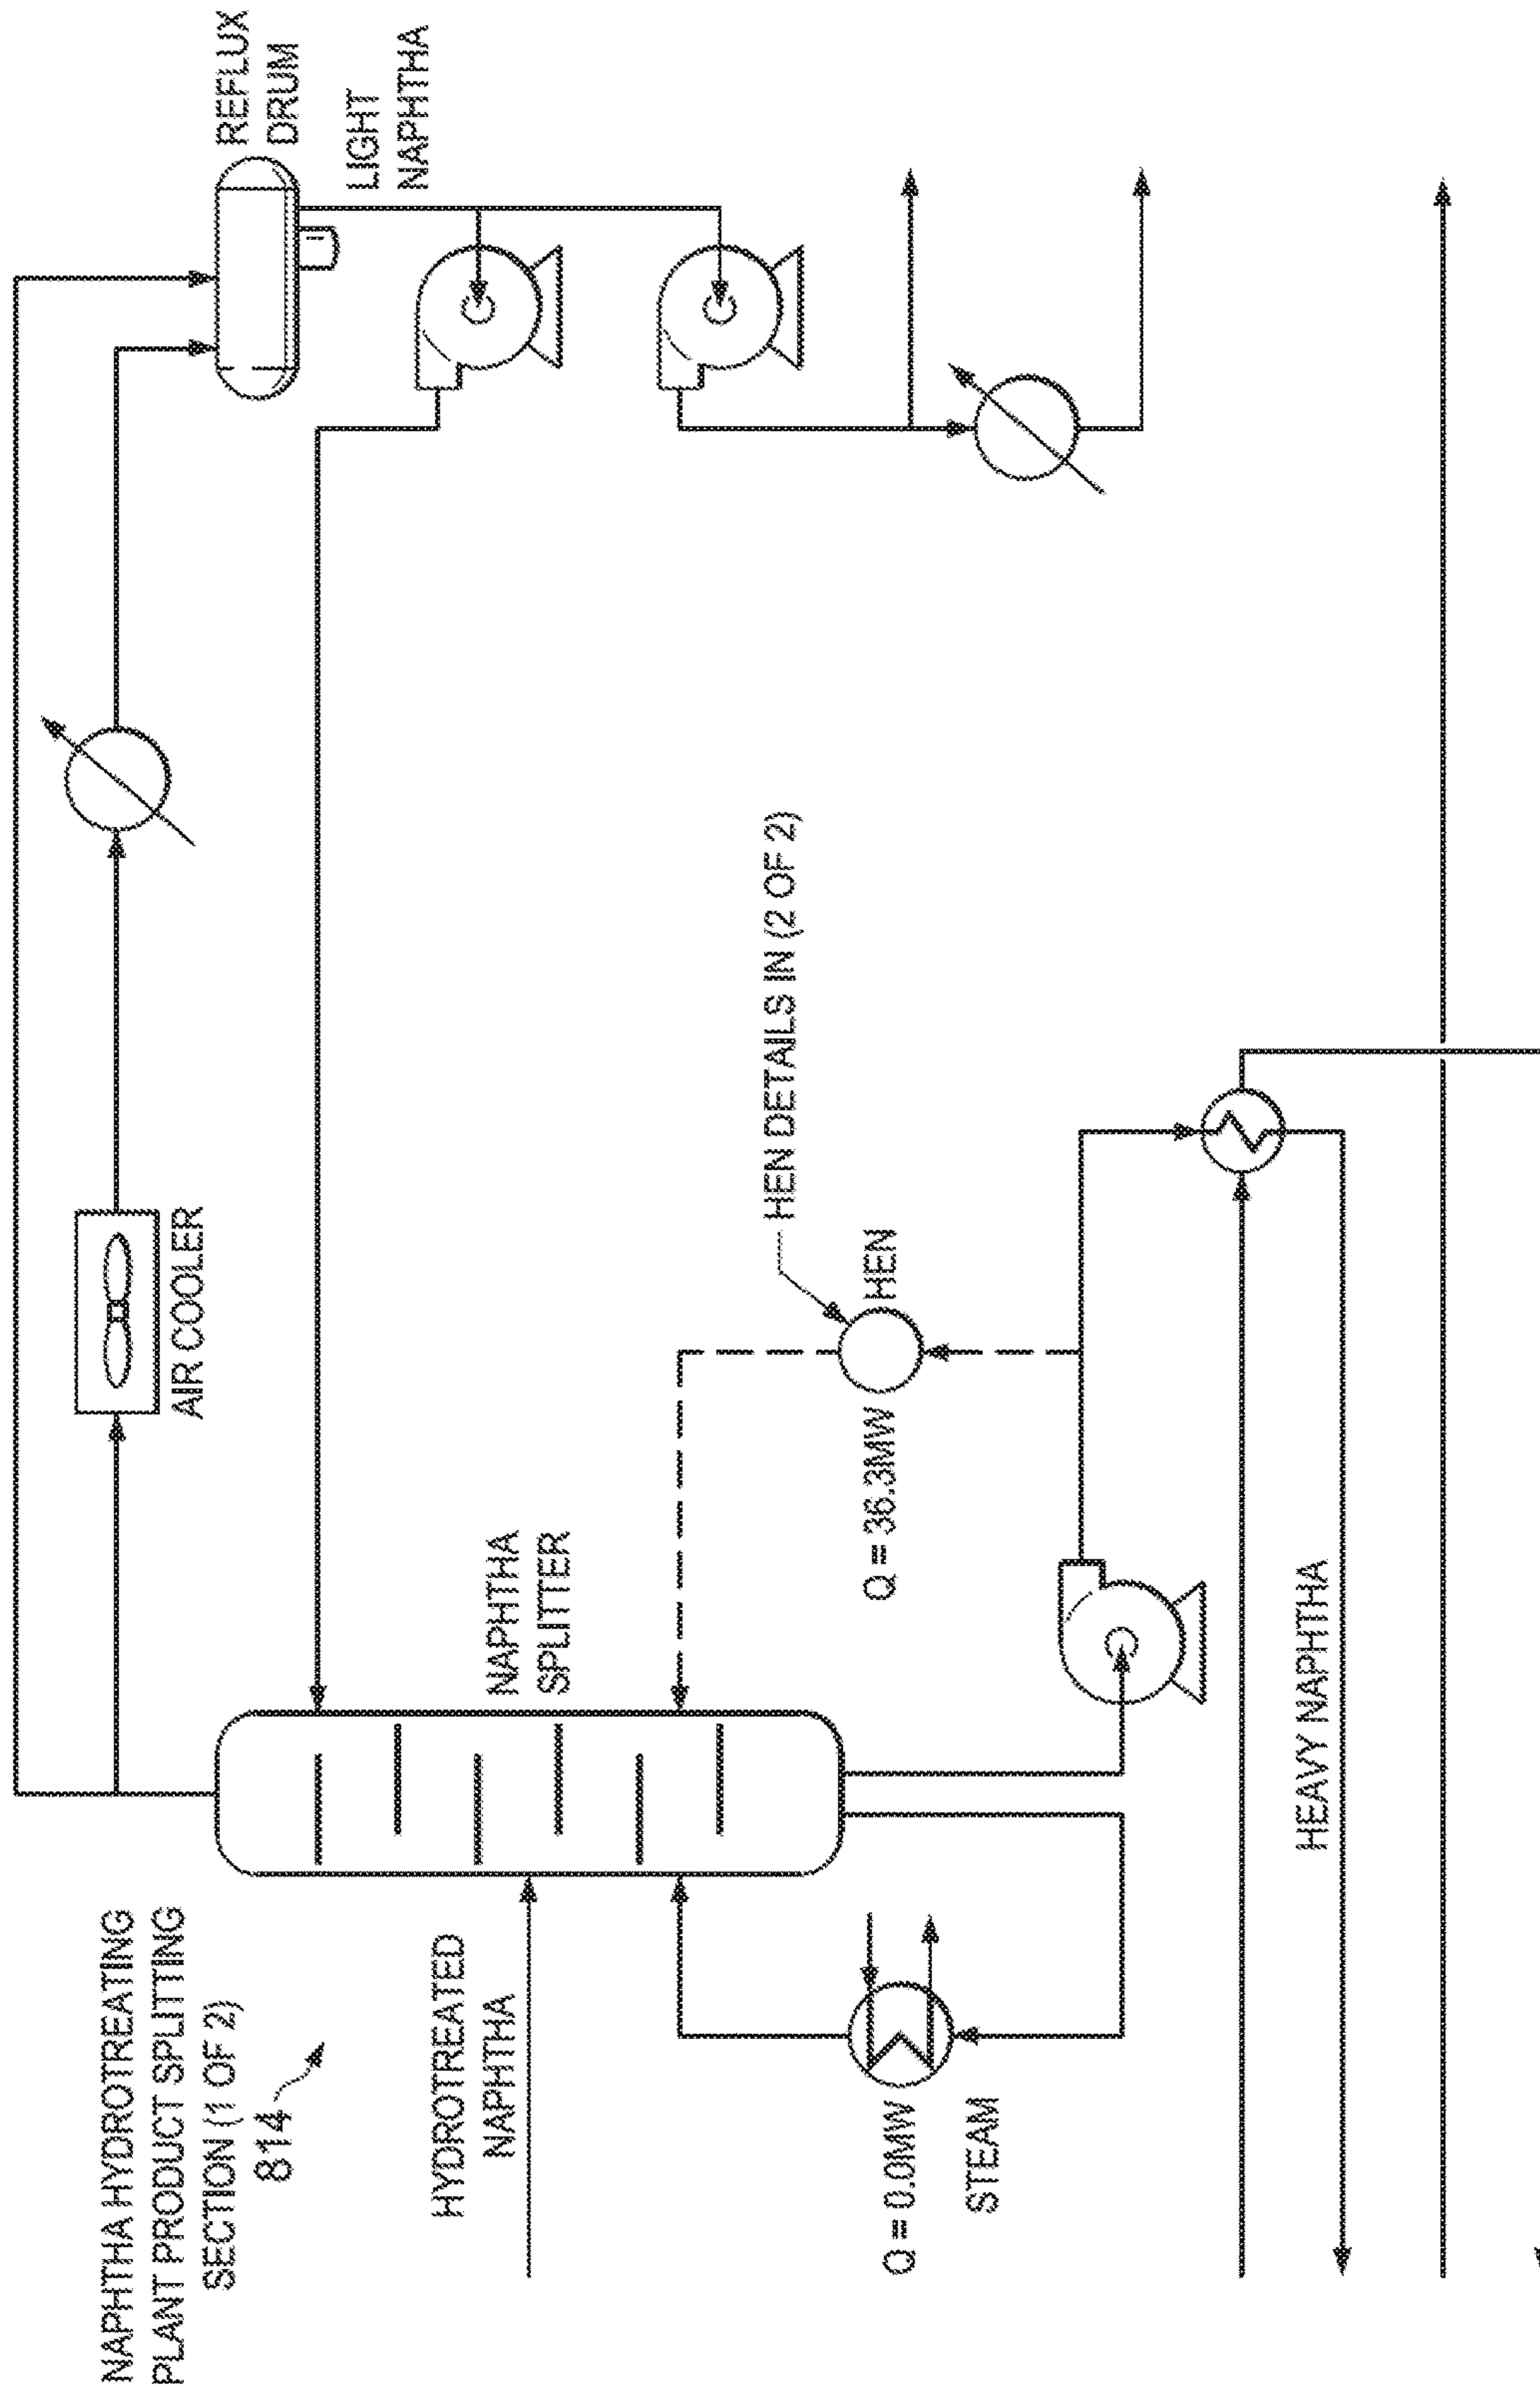 NAPHTHA HYDROTREATING
PLANT PRODUCT SPLITTING
SECTION (1 OF 2)
814
AIR COOLER
REFLUX
DRUM
LIGHT
NAPHTHA
HYDROTREATED
NAPHTHA
NAPHTHA
SPLITTER
HEN DETAILS IN (2 OF 2)
Q = 36.3MW
HEN
Q = 0.0MW
STEAM
HEAVY NAPHTHA